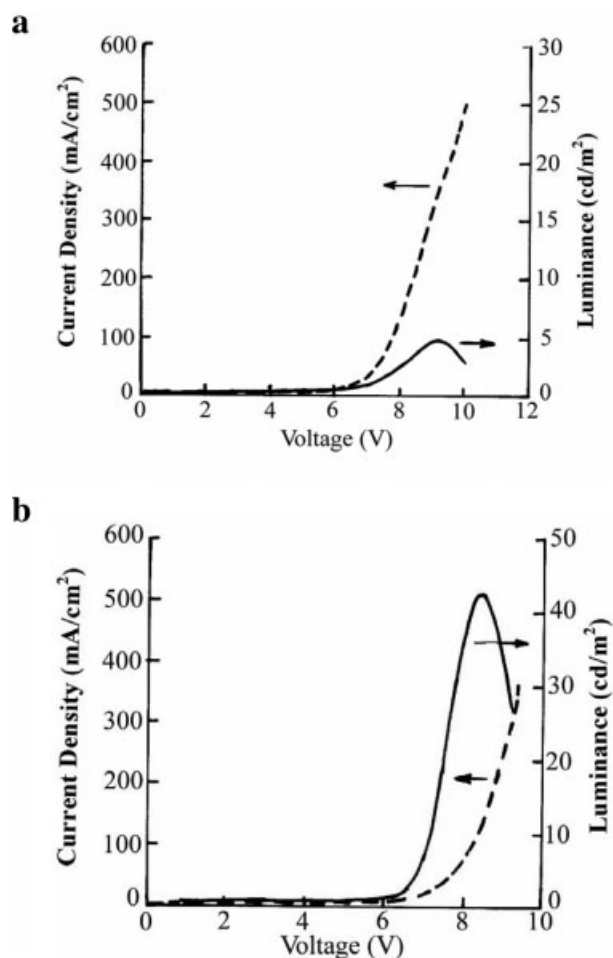 a
600
500
400
300
200
100
0
Current Density (mA/cm²)
30
25
20
15
10
5
0
Luminance (cd/m²)
0 2 4 6 8 10 12
Voltage (V)
b
600
500
400
300
200
100
0
Current Density (mA/cm²)
50
40
30
20
10
0
Luminance (cd/m²)
0 2 4 6 8 10
Voltage (V)